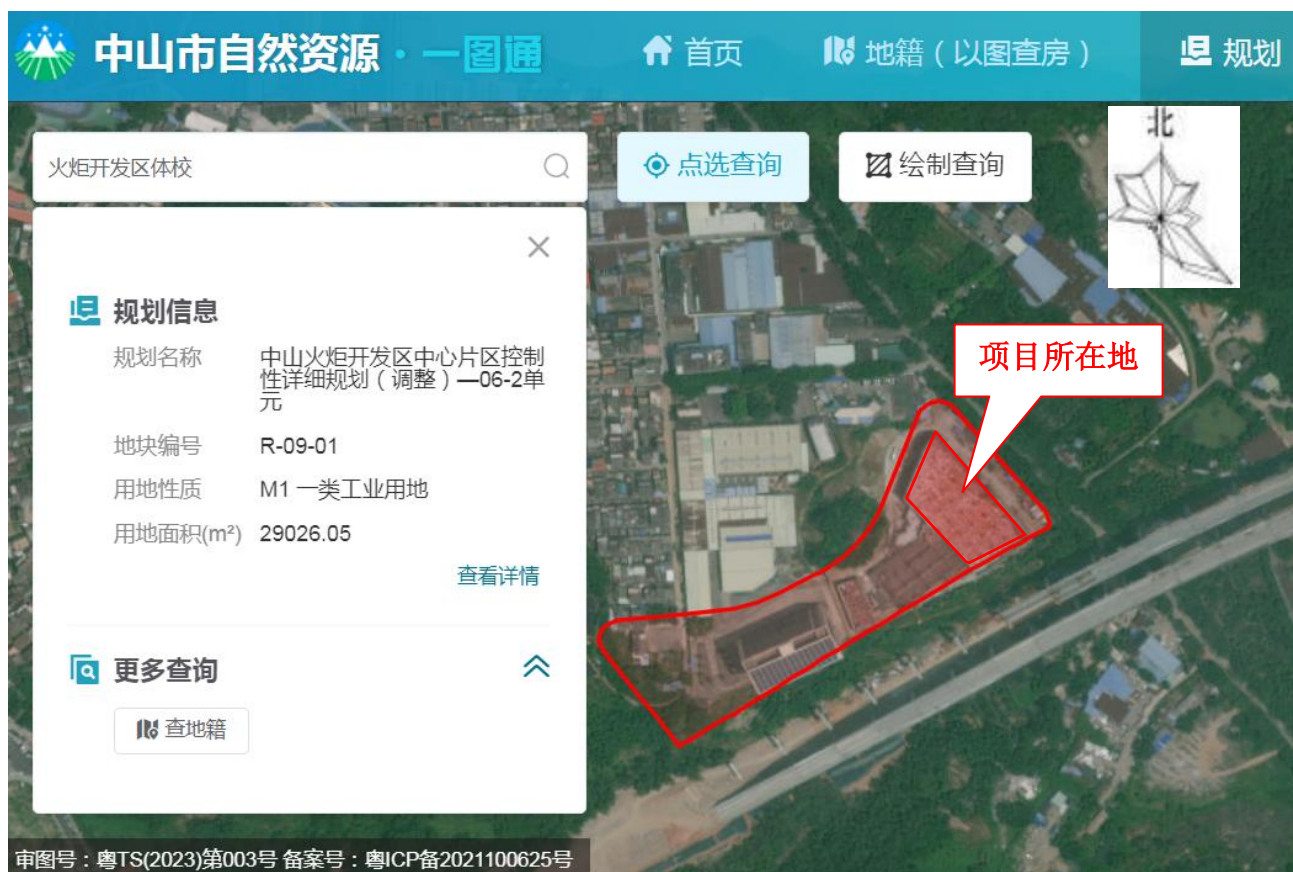 中山市自然资源·一图通
首页
地籍（以图查房）
规划
火炬开发区体校
点选查询
绘制查询
北
规划信息
规划名称
中山火炬开发区中心片区控制
性详细规划（调整）—06-2单
元
地块编号
R-09-01
用地性质
M1 一类工业用地
用地面积(m²)
29026.05
查看详情
更多查询
查地籍
项目所在地
审图号：粤TS(2023)第003号 备案号：粤ICP备2021100625号